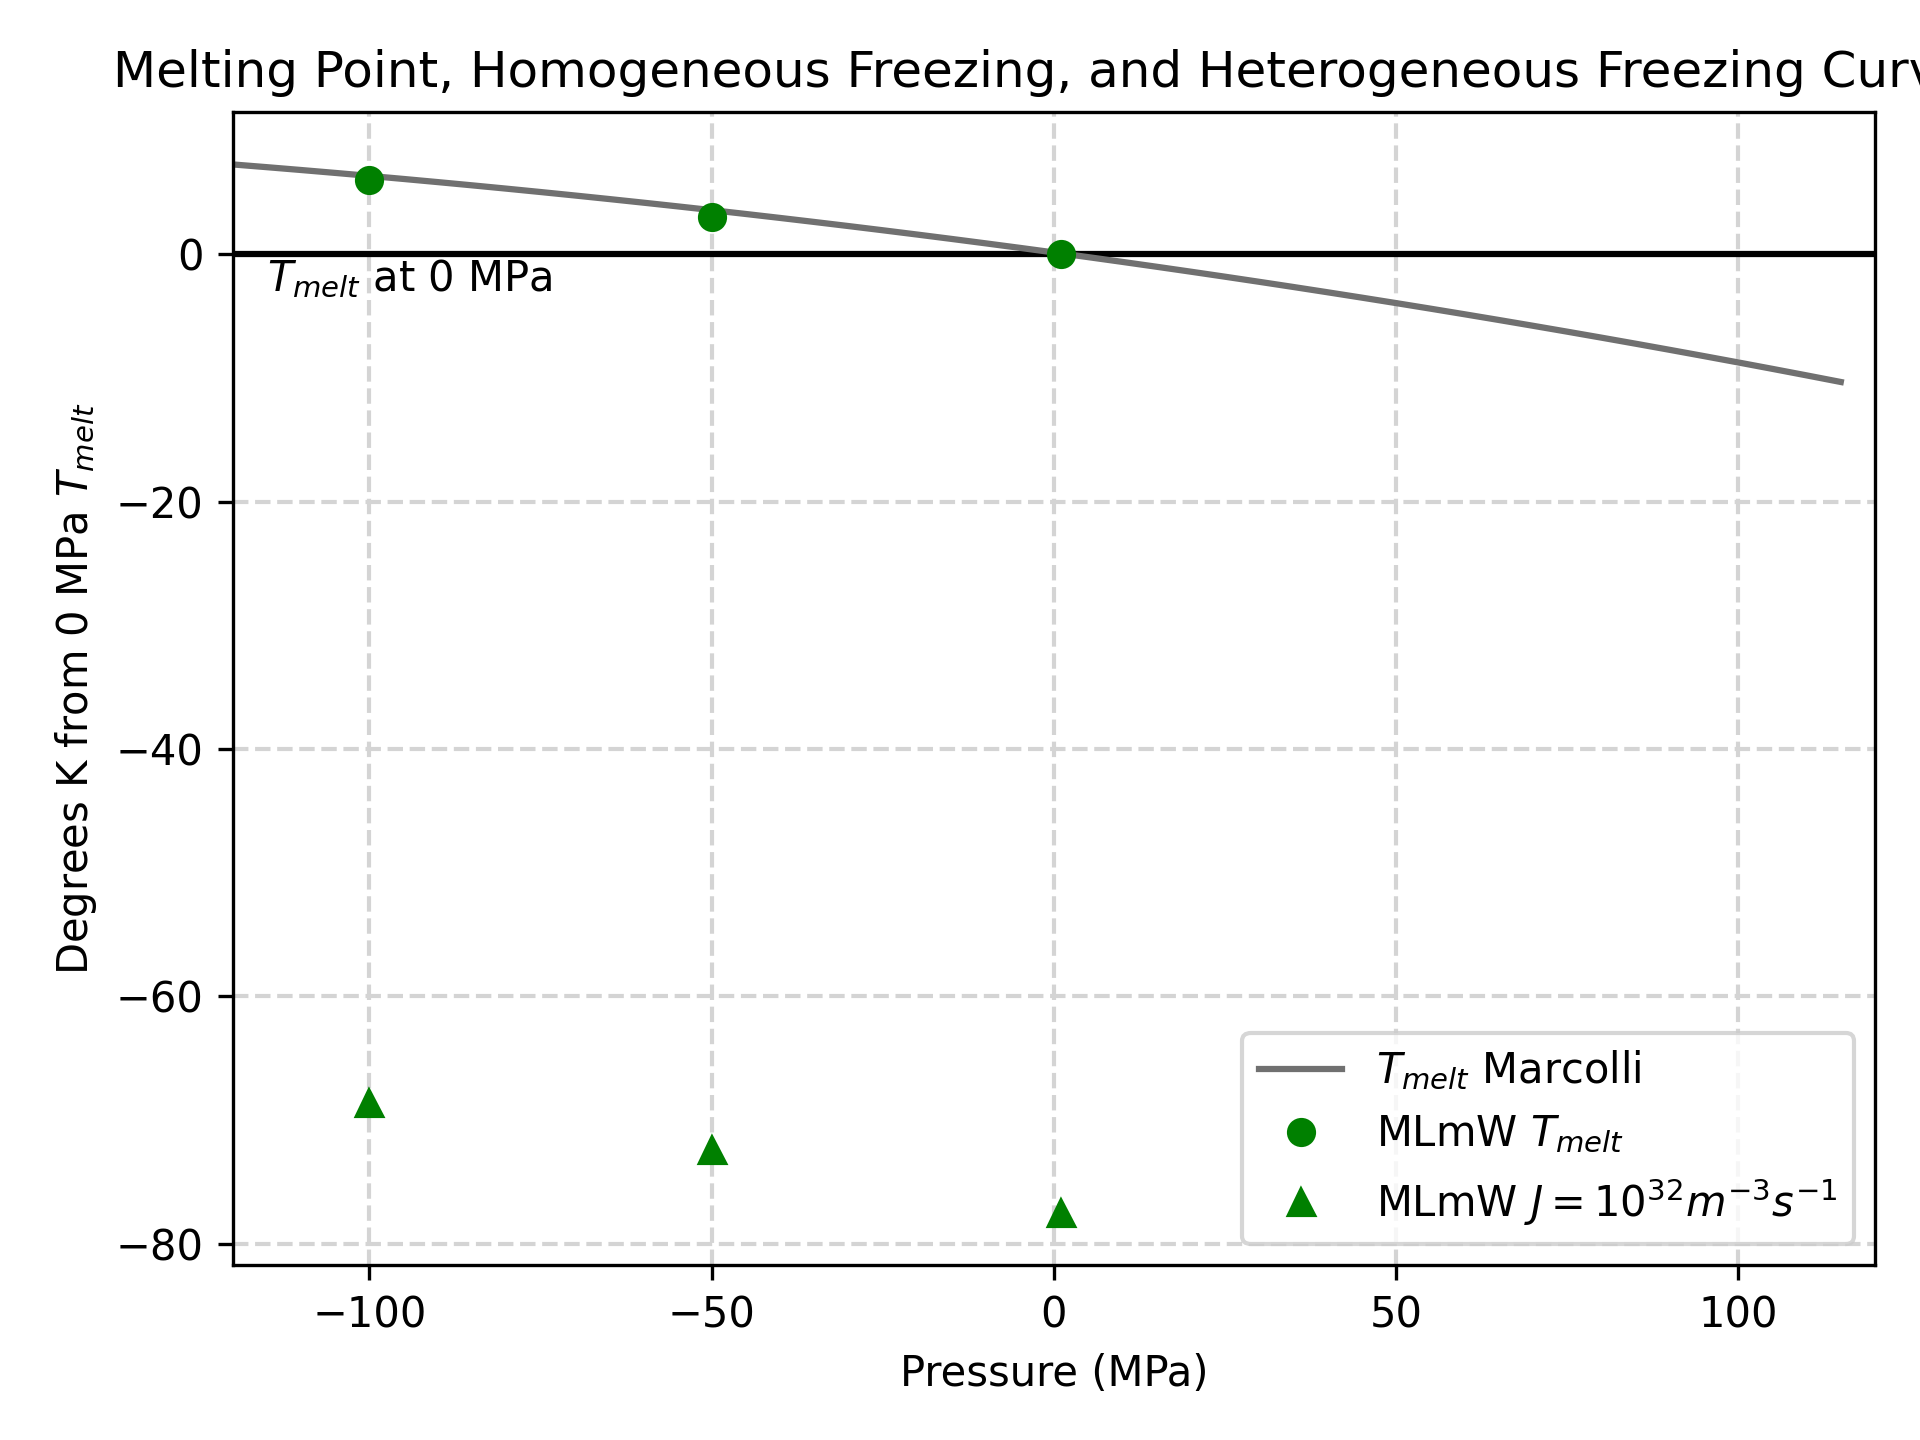 Melting Point, Homogeneous Freezing, and Heterogeneous Freezing Curv
0
−20
−40
−60
−80
Degrees K from 0 MPa T_melt
T_melt at 0 MPa
T_melt Marcolli
MLmW T_melt
MLmW J = 10^32 m^−3 s^−1
−100
−50
0
50
100
Pressure (MPa)